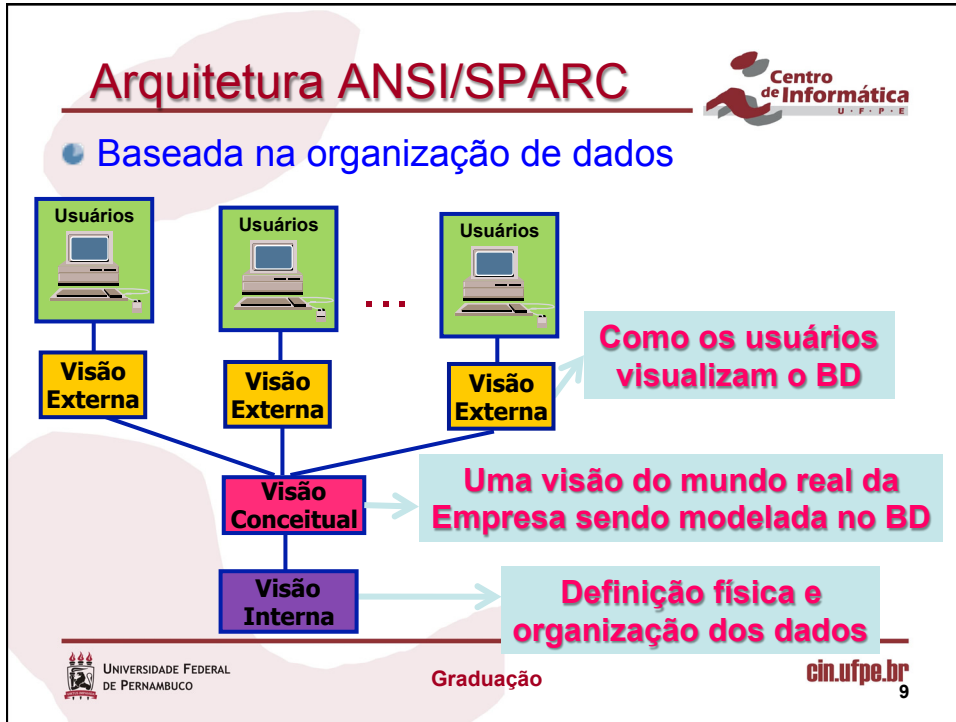 Arquitetura ANSI/SPARC
Centro
de Informática
U · F · P · E
Baseada na organização de dados
Usuários
Usuários
Usuários
...
Visão
Externa
Visão
Externa
Visão
Externa
Como os usuários
visualizam o BD
Visão
Conceitual
Uma visão do mundo real da
Empresa sendo modelada no BD
Visão
Interna
Definição física e
organização dos dados
UNIVERSIDADE FEDERAL
DE PERNAMBUCO
Graduação
cin.ufpe.br
9